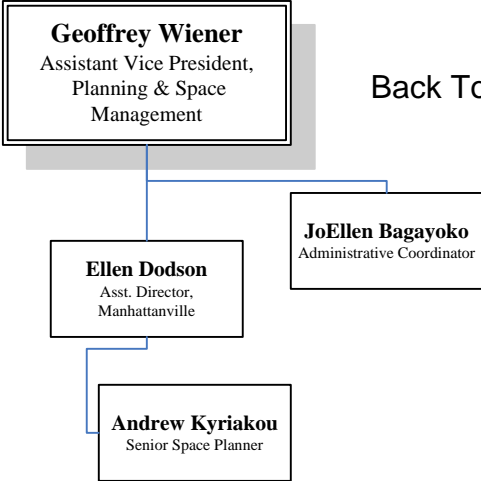 Geoffrey Wiener
Assistant Vice President,
Planning & Space
Management
Back To
JoEllen Bagayoko
Administrative Coordinator
Ellen Dodson
Asst. Director,
Manhattanville
Andrew Kyriakou
Senior Space Planner